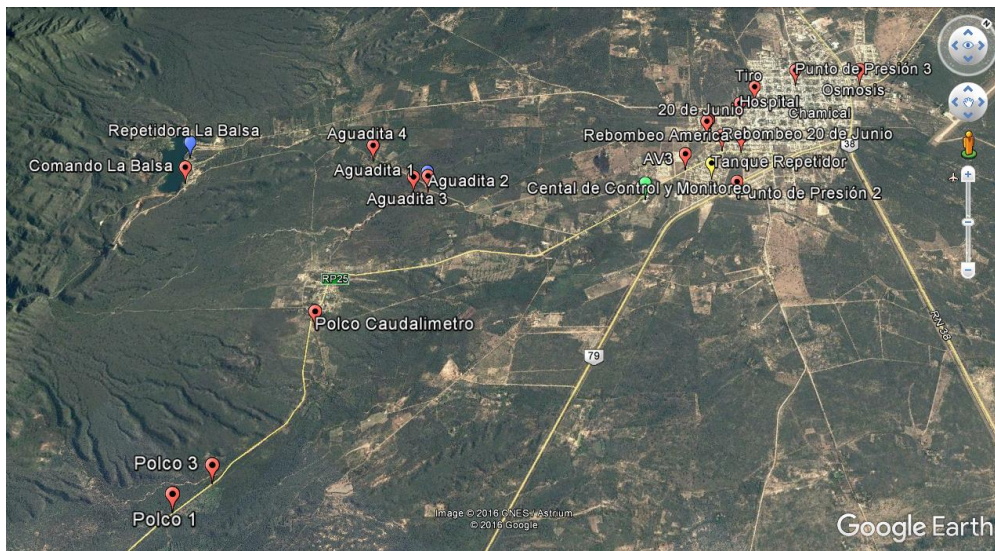 N
Punto de Presión 3
Tiro
Osmosis
Hospital
20 de Junio
Chamical
Repetidora La Balsa
Aguadita 4
Rebombeo America
Rebombeo 20 de Junio
38
Comando La Balsa
AV3
Tanque Repetidor
Aguadita 1
Aguadita 2
Cental de Control y Monitoreo
Punto de Presión 2
Aguadita 3
RP25
Polco Caudalimetro
RN 38
79
Polco 3
Polco 1
Image © 2016 CNES / Astrium
© 2016 Google
Google Earth